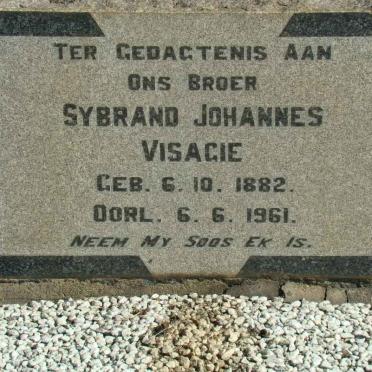 Ter Gedagtenis Aan
Ons Broer
Sybrand Johannes
Visagie
Geb. 6. 10. 1882.
Oorl. 6. 6. 1961.
Neem My Soos Ek Is.